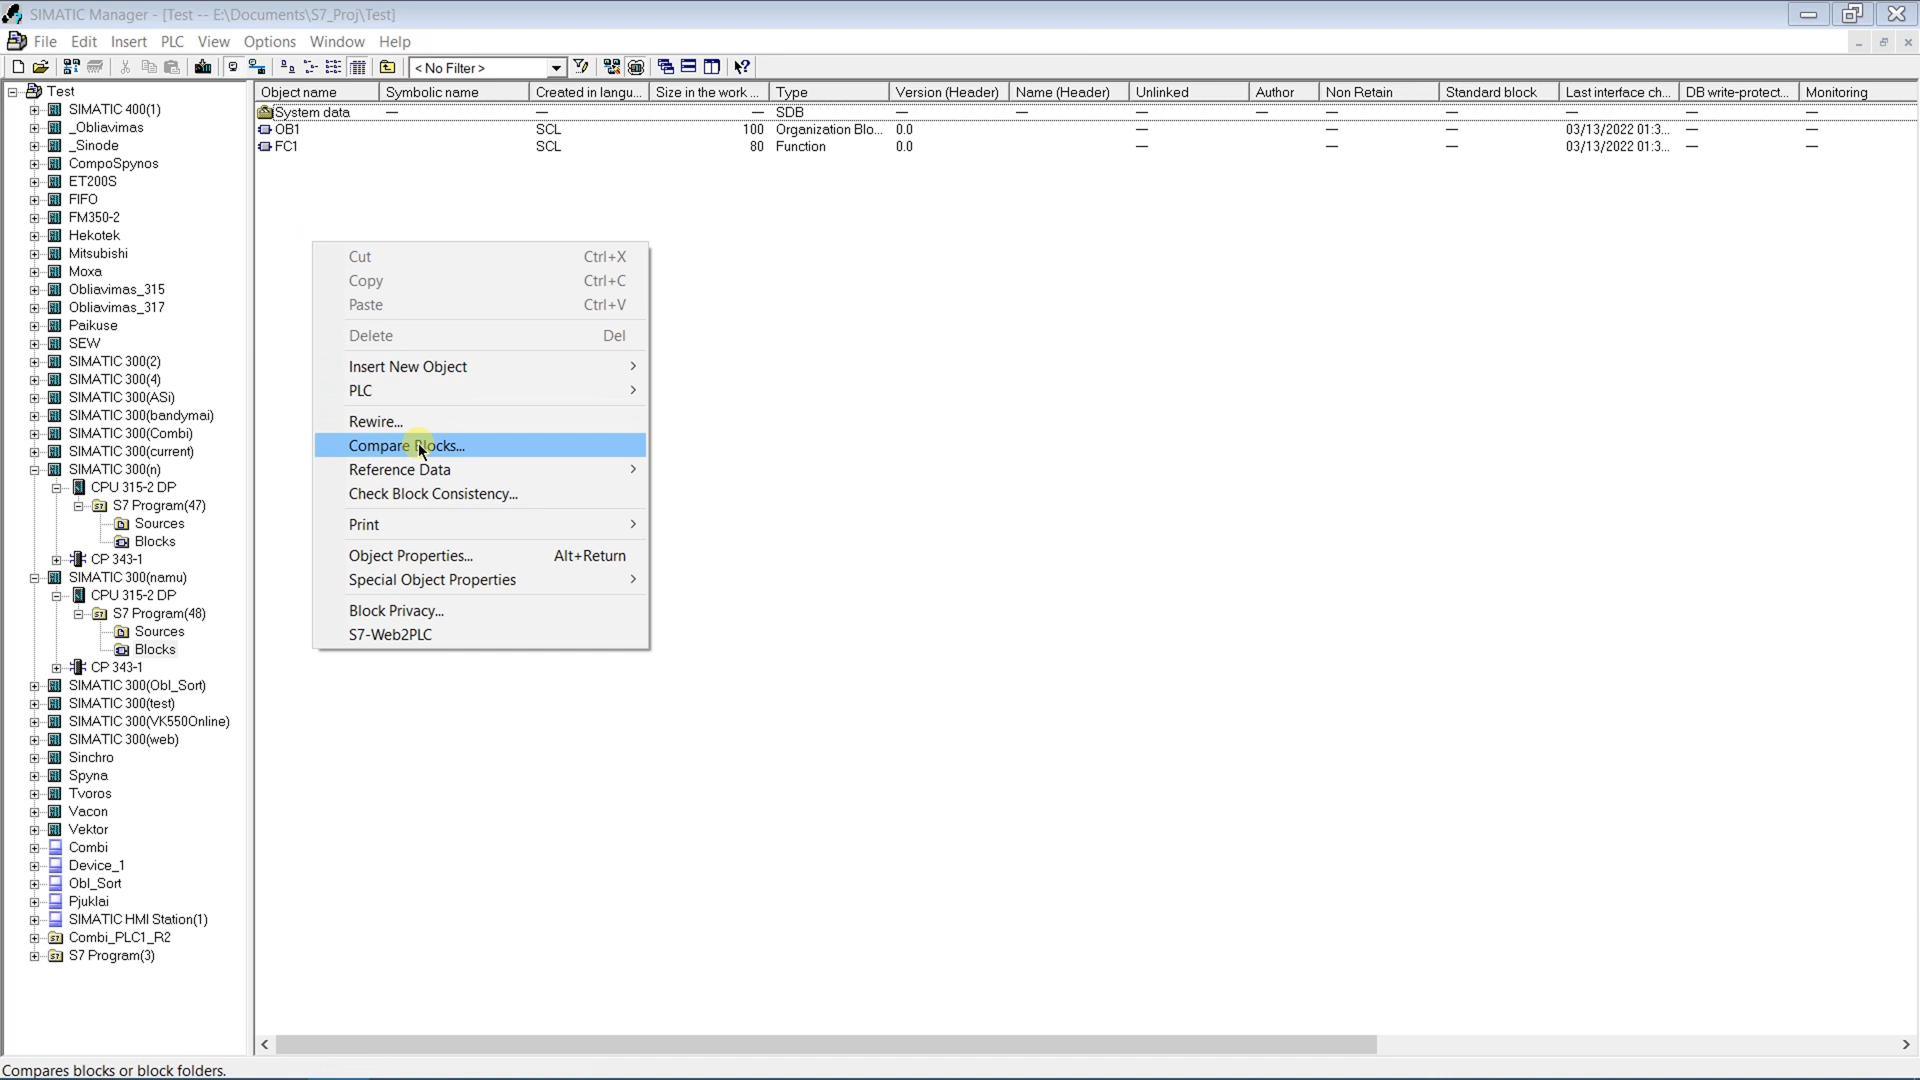 SIMATIC Manager - [Test -- E:\Documents\S7_Proj\Test]
File Edit Insert PLC View Options Window Help
< No Filter >
Test
SIMATIC 400(1)
_Obliavimas
_Sinode
CompoSpynos
ET200S
FIFO
FM350-2
Hekotek
Mitsubishi
Moxa
Obliavimas_315
Obliavimas_317
Paikuse
SEW
SIMATIC 300(2)
SIMATIC 300(4)
SIMATIC 300(ASi)
SIMATIC 300(bandymai)
SIMATIC 300(Combi)
SIMATIC 300(current)
SIMATIC 300(n)
CPU 315-2 DP
S7 Program(47)
Sources
Blocks
CP 343-1
SIMATIC 300(namu)
CPU 315-2 DP
S7 Program(48)
Sources
Blocks
CP 343-1
SIMATIC 300(Obl_Sort)
SIMATIC 300(test)
SIMATIC 300(VK550Online)
SIMATIC 300(web)
Sinchro
Spyna
Tvoros
Vacon
Vektor
Combi
Device_1
Obl_Sort
Pjuklai
SIMATIC HMI Station(1)
Combi_PLC1_R2
S7 Program(3)
Object name Symbolic name Created in langu... Size in the work ... Type Version (Header) Name (Header) Unlinked Author Non Retain Standard block Last interface ch... DB write-protect... Monitoring
System data — — — SDB — — — — — — — — —
OB1 SCL 100 Organization Blo... 0.0 — — — 03/13/2022 01:3... — —
FC1 SCL 80 Function 0.0 — — — 03/13/2022 01:3... — —
Cut Ctrl+X
Copy Ctrl+C
Paste Ctrl+V
Delete Del
Insert New Object
PLC
Rewire...
Compare Blocks...
Reference Data
Check Block Consistency...
Print
Object Properties... Alt+Return
Special Object Properties
Block Privacy...
S7-Web2PLC
Compares blocks or block folders.